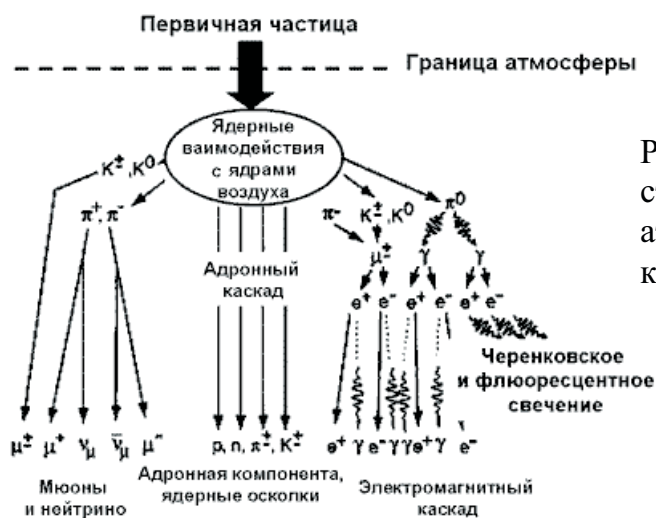 Первичная частица
Граница атмосферы
Ядерные
ваимодействия
с ядрами
воздуха
K±, K0
π+, π-
Адронный
каскад
π-
K±, K0
π0
μ±
γ γ
e+ e- e+ e- e+ e-
Черенковское
и флюоресцентное
свечение
μ± μ+ νμ ν̄μ μ-
p, n, π±, K±
e+ γ e- γ γ e+ γ e-
Мюоны
и нейтрино
Адронная компонента,
ядерные осколки
Электромагнитный
каскад